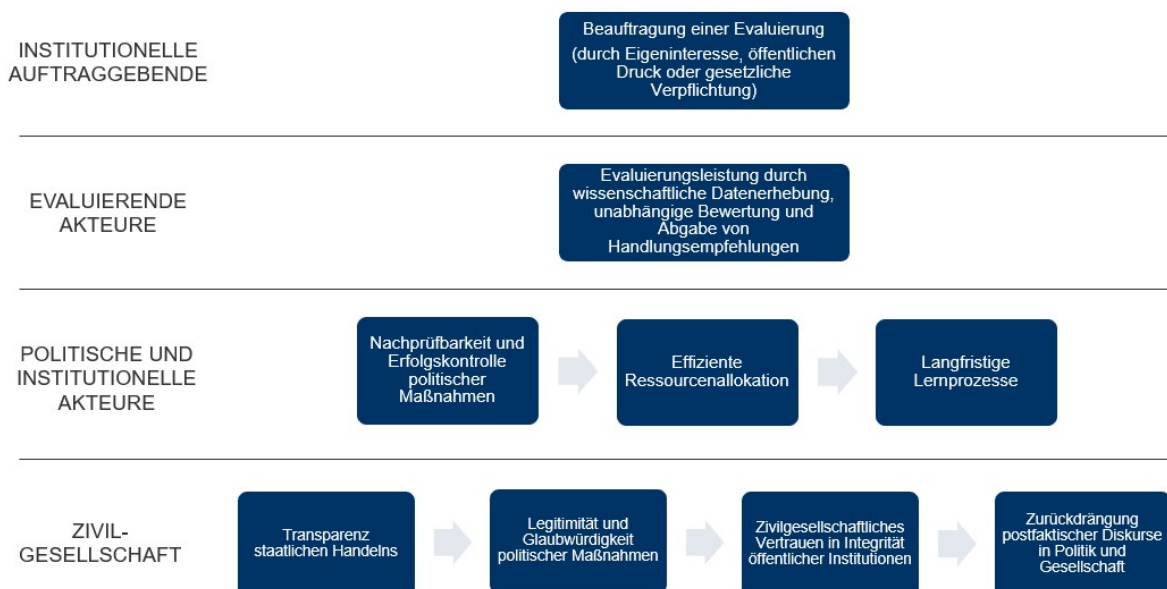 INSTITUTIONELLE
AUFTRAGGEBENDE
Beauftragung einer Evaluierung
(durch Eigeninteresse, öffentlichen
Druck oder gesetzliche
Verpflichtung)
EVALUIERENDE
AKTEURE
Evaluierungsleistung durch
wissenschaftliche Datenerhebung,
unabhängige Bewertung und
Abgabe von
Handlungsempfehlungen
POLITISCHE UND
INSTITUTIONELLE
AKTEURE
Nachprüfbarkeit und
Erfolgskontrolle
politischer
Maßnahmen
Effiziente
Ressourcenallokation
Langfristige
Lernprozesse
ZIVIL-
GESELLSCHAFT
Transparenz
staatlichen Handelns
Legitimität und
Glaubwürdigkeit
politischer Maßnahmen
Zivilgesellschaftliches
Vertrauen in Integrität
öffentlicher Institutionen
Zurückdrängung
postfaktischer Diskurse
in Politik und
Gesellschaft